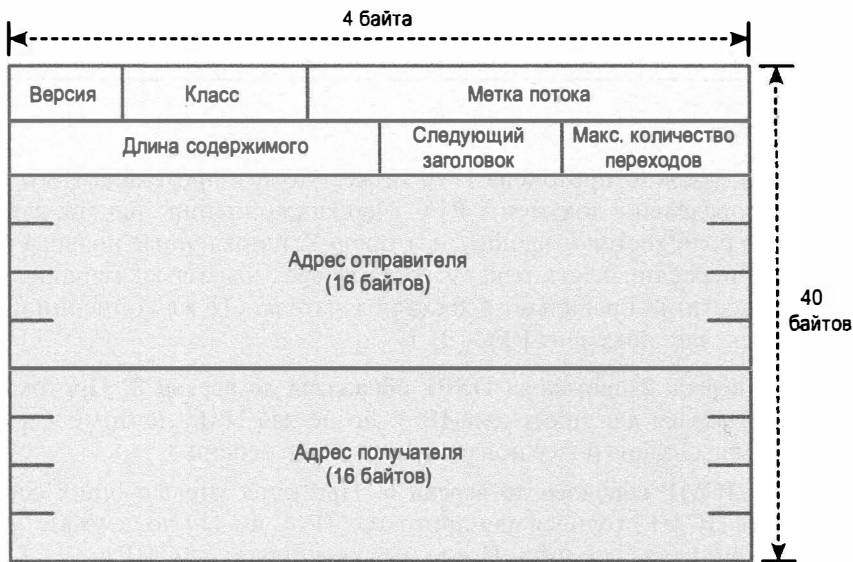 4 байта
Версия
Класс
Метка потока
Длина содержимого
Следующий
заголовок
Макс. количество
переходов
Адрес отправителя
(16 байтов)
40
байтов
Адрес получателя
(16 байтов)